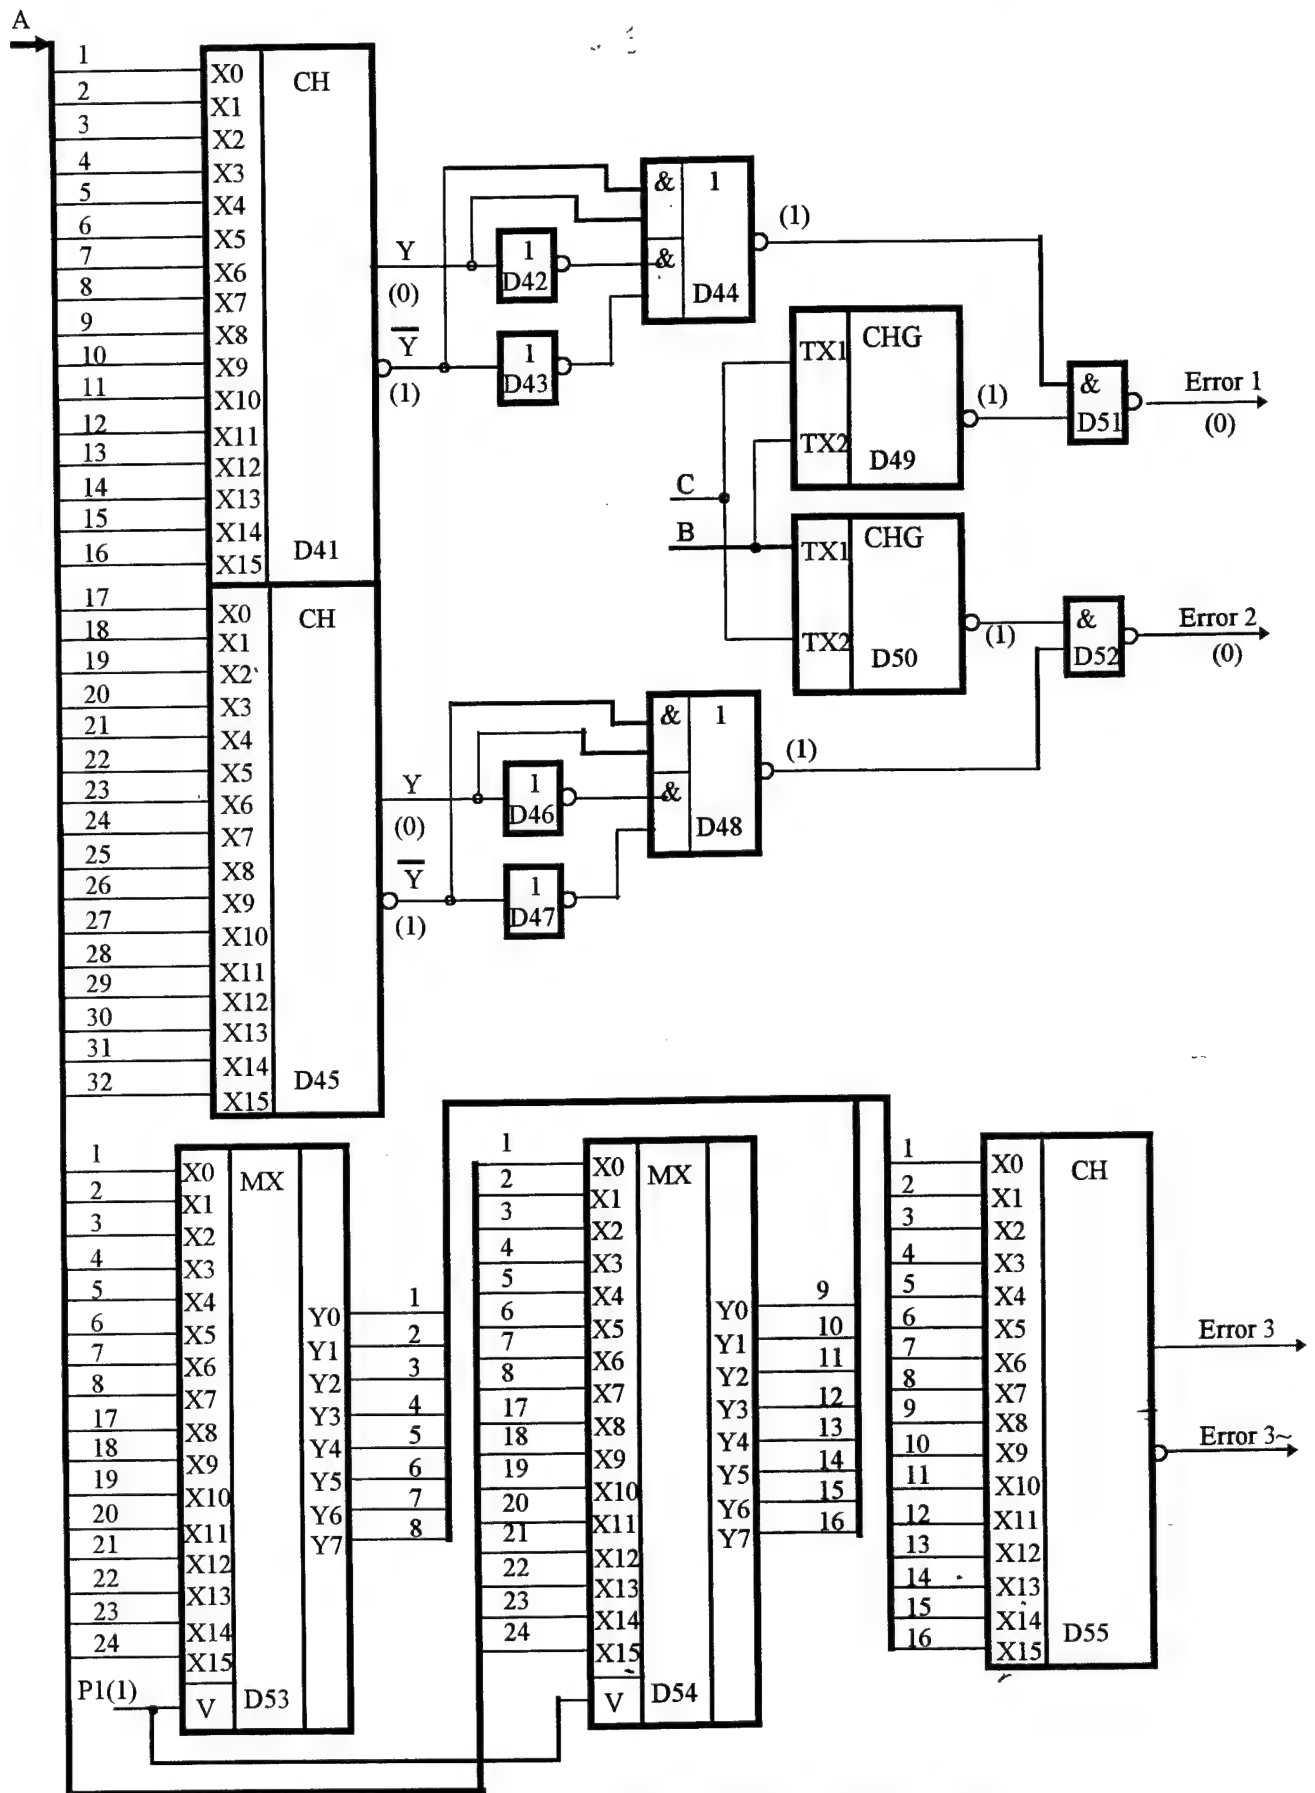 A
1 X0 CH
2 X1
3 X2
4 X3
5 X4
6 X5
7 X6
8 X7
9 X8
10 X9
11 X10
12 X11
13 X12
14 X13
15 X14
16 X15 D41
Y
(0)
Y̅
(1)
1
D42
1
D43
& 1
&
D44
(1)
TX1 CHG
TX2
D49
(1)
C
B
TX1 CHG
TX2
D50
(1)
&
D51
Error 1
(0)
&
D52
Error 2
(0)
17 X0 CH
18 X1
19 X2
20 X3
21 X4
22 X5
23 X6
24 X7
25 X8
26 X9
27 X10
28 X11
29 X12
30 X13
31 X14 D45
32 X15
Y
(0)
Y̅
(1)
1
D46
1
D47
& 1
&
D48
(1)
1 X0 MX
2 X1
3 X2
4 X3
5 X4
6 X5
7 X6
8 X7
17 X8
18 X9
19 X10
20 X11
21 X12
22 X13
23 X14
24 X15
P1(1) V D53
Y0 1
Y1 2
Y2 3
Y3 4
Y4 5
Y5 6
Y6 7
Y7 8
1 X0 MX
2 X1
3 X2
4 X3
5 X4
6 X5
7 X6
8 X7
17 X8
18 X9
19 X10
20 X11
21 X12
22 X13
23 X14
24 X15
V D54
Y0 9
Y1 10
Y2 11
Y3 12
Y4 13
Y5 14
Y6 15
Y7 16
1 X0 CH
2 X1
3 X2
4 X3
5 X4
6 X5
7 X6
8 X7
9 X8
10 X9
11 X10
12 X11
13 X12
14 X13
15 X14 D55
16 X15
Error 3
Error 3~